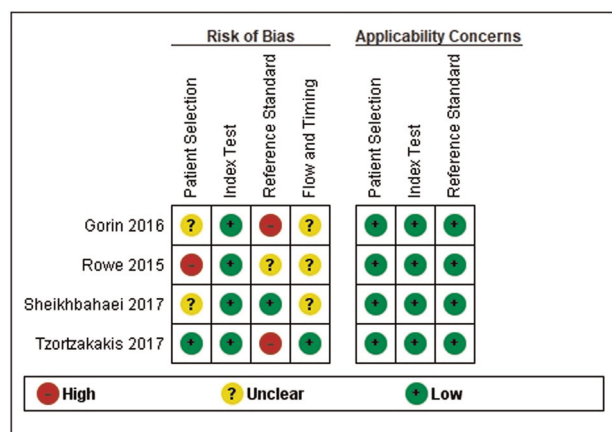 Risk of Bias Applicability Concerns
Patient Selection Index Test Reference Standard Flow and Timing Patient Selection Index Test Reference Standard
Gorin 2016 ? + - ? + + +
Rowe 2015 - + ? ? + + +
Sheikhbahaei 2017 ? + + ? + + +
Tzortzakakis 2017 + + - + + + +
- High ? Unclear + Low